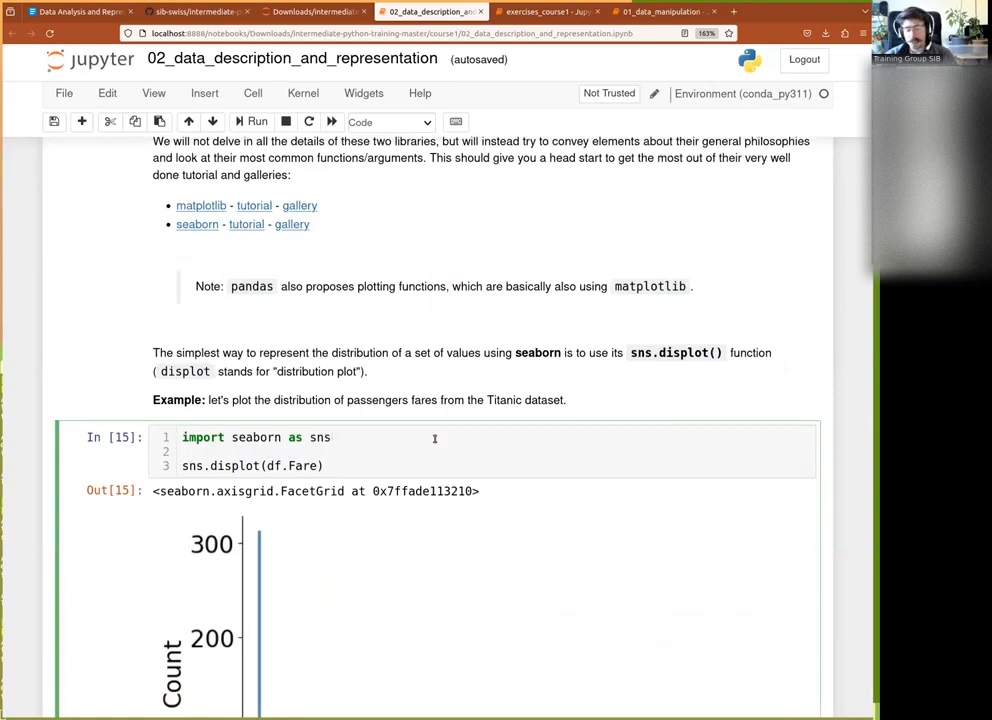 Data Analysis and Repre
sib-swiss/intermediate-p
Downloads/intermediate
02_data_description_and
exercises_course1 - Jupy
01_data_manipulation -
localhost:8888/notebooks/Downloads/intermediate-python-training-master/course1/02_data_description_and_representation.ipynb
163%
Training Group SIB
jupyter 02_data_description_and_representation (autosaved)
Logout
File Edit View Insert Cell Kernel Widgets Help
Not Trusted
Environment (conda_py311)
Run
Code
We will not delve in all the details of these two libraries, but will instead try to convey elements about their general philosophies
and look at their most common functions/arguments. This should give you a head start to get the most out of their very well
done tutorial and galleries:
• matplotlib - tutorial - gallery
• seaborn - tutorial - gallery
Note: pandas also proposes plotting functions, which are basically also using matplotlib .
The simplest way to represent the distribution of a set of values using seaborn is to use its sns.displot() function
( displot stands for "distribution plot").
Example: let's plot the distribution of passengers fares from the Titanic dataset.
In [15]:
1 import seaborn as sns
2
3 sns.displot(df.Fare)
Out[15]: <seaborn.axisgrid.FacetGrid at 0x7ffade113210>
300
200
Count